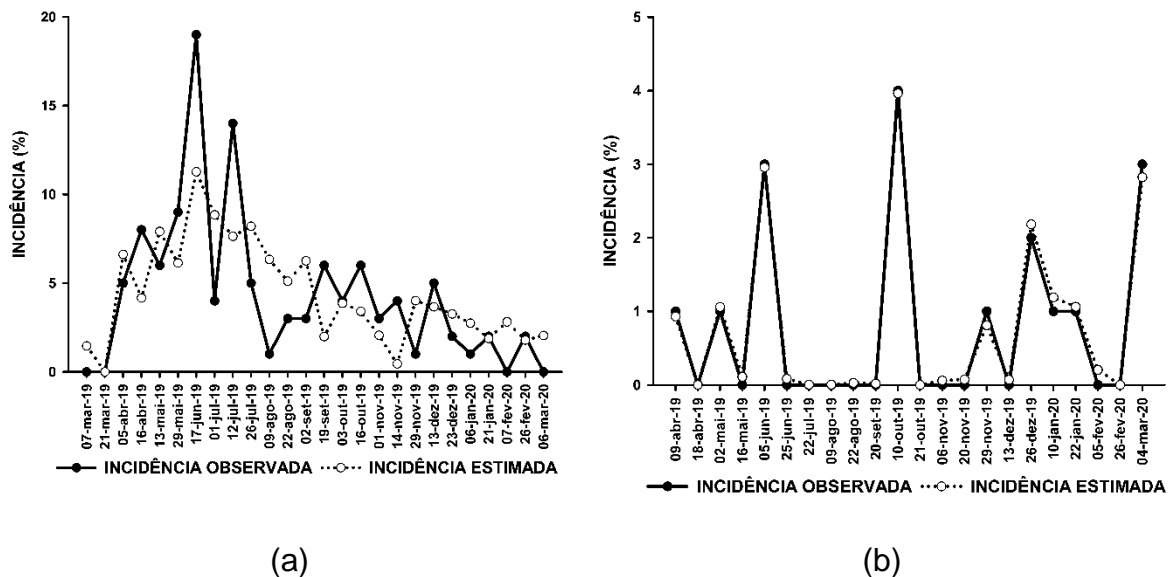 20
15
10
5
0
INCIDÊNCIA (%)
07-mar-19
21-mar-19
05-abr-19
16-abr-19
13-mai-19
29-mai-19
17-jun-19
01-jul-19
12-jul-19
26-jul-19
09-ago-19
22-ago-19
02-set-19
19-set-19
03-out-19
16-out-19
01-nov-19
14-nov-19
29-nov-19
13-dez-19
23-dez-19
06-jan-20
21-jan-20
07-fev-20
26-fev-20
06-mar-20
INCIDÊNCIA OBSERVADA INCIDÊNCIA ESTIMADA
(a)
5
4
3
2
1
0
INCIDÊNCIA (%)
09-abr-19
18-abr-19
02-mai-19
16-mai-19
05-jun-19
25-jun-19
22-jul-19
09-ago-19
22-ago-19
20-set-19
10-out-19
21-out-19
06-nov-19
20-nov-19
29-nov-19
13-dez-19
26-dez-19
10-jan-20
22-jan-20
05-fev-20
26-fev-20
04-mar-20
INCIDÊNCIA OBSERVADA INCIDÊNCIA ESTIMADA
(b)